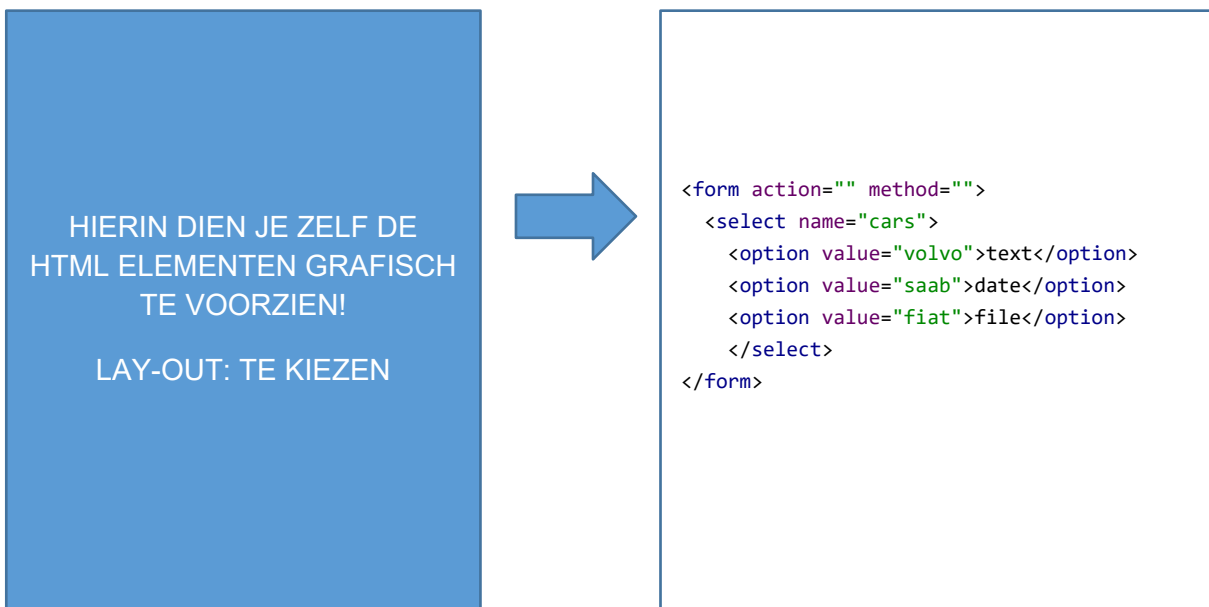 HIERIN DIEN JE ZELF DE
HTML ELEMENTEN GRAFISCH
TE VOORZIEN!
LAY-OUT: TE KIEZEN
<form action="" method="">
  <select name="cars">
    <option value="volvo">text</option>
    <option value="saab">date</option>
    <option value="fiat">file</option>
    </select>
</form>